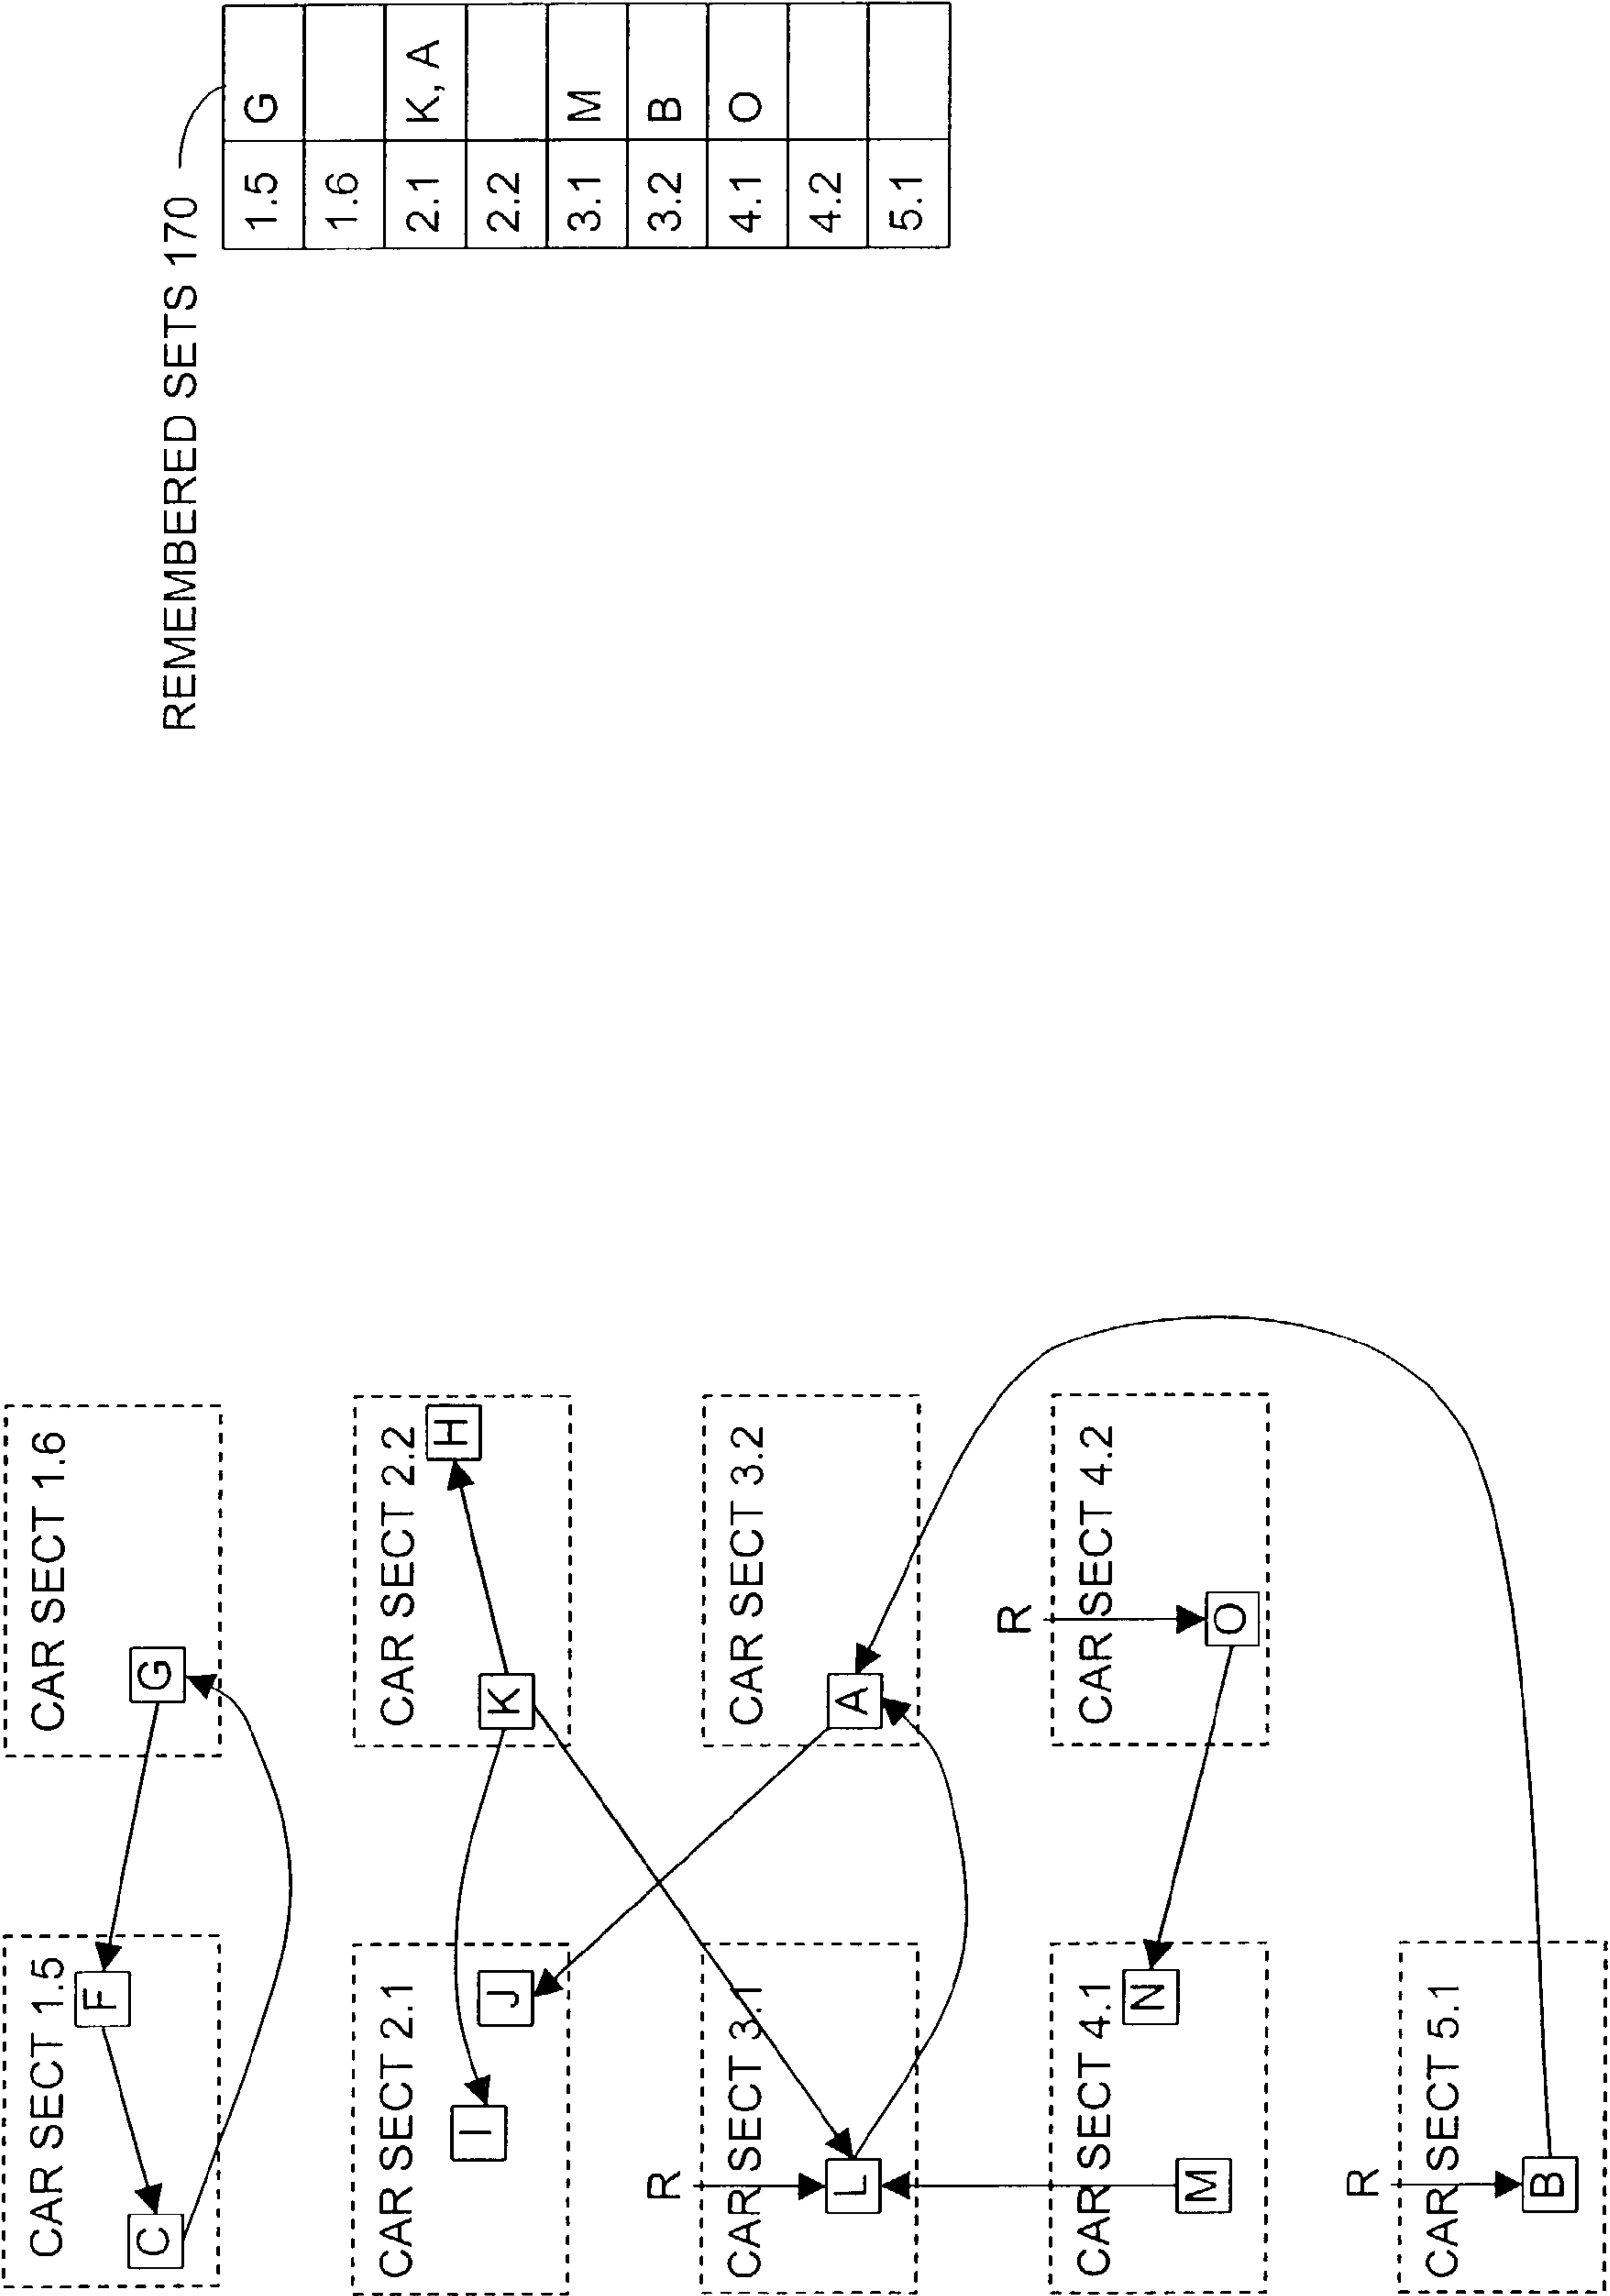 CAR SECT 1.5
F
C
CAR SECT 1.6
G
CAR SECT 2.1
I
J
CAR SECT 2.2
H
K
R
CAR SECT 3.1
L
CAR SECT 3.2
A
CAR SECT 4.1
N
M
R
CAR SECT 4.2
O
R
CAR SECT 5.1
B
REMEMBERED SETS 170
1.5 G
1.6
2.1 K, A
2.2
3.1 M
3.2 B
4.1 O
4.2
5.1